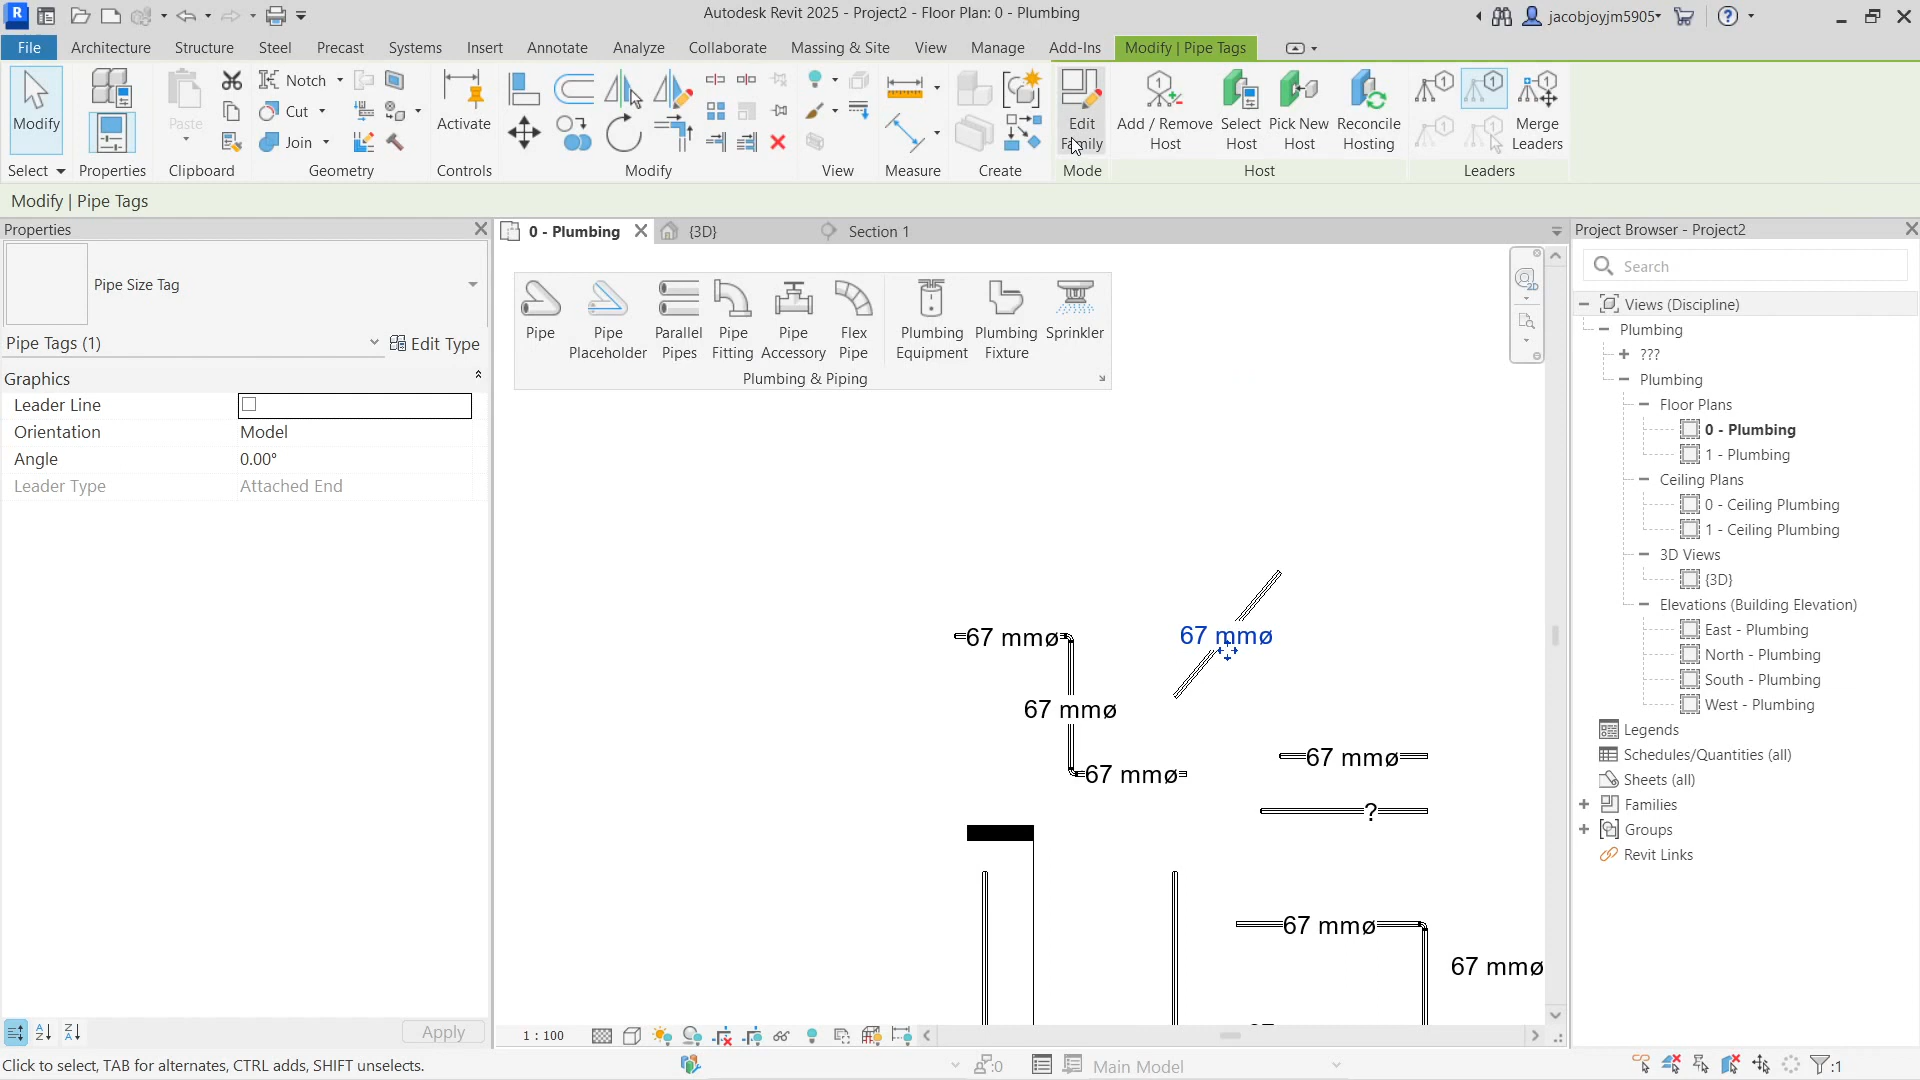 Autodesk Revit 2025 - Project2 - Floor Plan: 0 - Plumbing
jacobjoyjm5905
File Architecture Structure Steel Precast Systems Insert Annotate Analyze Collaborate Massing & Site View Manage Add-Ins Modify | Pipe Tags
Modify
Paste
Notch
Cut
Join
Activate
Edit Family
Add / Remove Host
Select Host
Pick New Host
Reconcile Hosting
Merge Leaders
Select Properties Clipboard Geometry Controls Modify View Measure Create Mode Host Leaders
Modify | Pipe Tags
Properties
Pipe Size Tag
Pipe Tags (1)
Edit Type
Graphics
Leader Line
Orientation Model
Angle 0.00°
Leader Type Attached End
Apply
0 - Plumbing
{3D}
Section 1
Pipe
Pipe Placeholder
Parallel Pipes
Pipe Fitting
Pipe Accessory
Flex Pipe
Plumbing Equipment
Plumbing Fixture
Sprinkler
Plumbing & Piping
2D
67 mmø
67 mmø
67 mmø
67 mmø
67 mmø
?
67 mmø
67 mmø
1 : 100
Project Browser - Project2
Search
Views (Discipline)
Plumbing
???
Plumbing
Floor Plans
0 - Plumbing
1 - Plumbing
Ceiling Plans
0 - Ceiling Plumbing
1 - Ceiling Plumbing
3D Views
{3D}
Elevations (Building Elevation)
East - Plumbing
North - Plumbing
South - Plumbing
West - Plumbing
Legends
Schedules/Quantities (all)
Sheets (all)
Families
Groups
Revit Links
Click to select, TAB for alternates, CTRL adds, SHIFT unselects.
:0
Main Model
:1